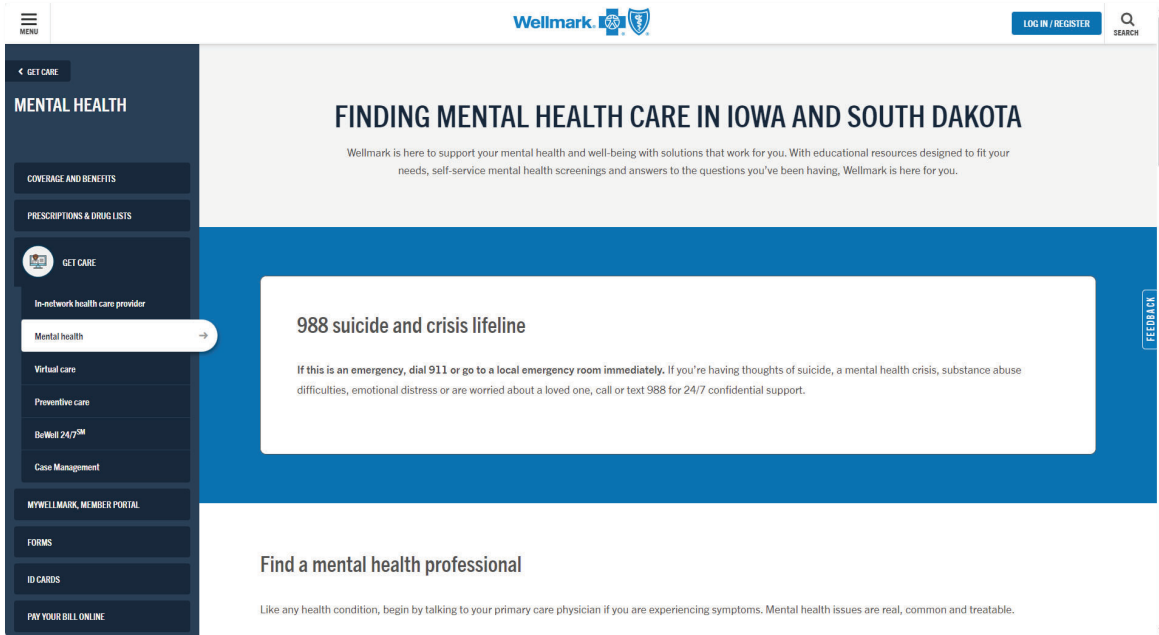 MENU
Wellmark.
LOG IN / REGISTER
SEARCH
GET CARE
MENTAL HEALTH
COVERAGE AND BENEFITS
PRESCRIPTIONS & DRUG LISTS
GET CARE
In-network health care provider
Mental health
Virtual care
Preventive care
BeWell 24/7SM
Case Management
MYWELLMARK, MEMBER PORTAL
FORMS
ID CARDS
PAY YOUR BILL ONLINE
FINDING MENTAL HEALTH CARE IN IOWA AND SOUTH DAKOTA
Wellmark is here to support your mental health and well-being with solutions that work for you. With educational resources designed to fit your
needs, self-service mental health screenings and answers to the questions you've been having, Wellmark is here for you.
988 suicide and crisis lifeline
If this is an emergency, dial 911 or go to a local emergency room immediately. If you're having thoughts of suicide, a mental health crisis, substance abuse
difficulties, emotional distress or are worried about a loved one, call or text 988 for 24/7 confidential support.
FEEDBACK
Find a mental health professional
Like any health condition, begin by talking to your primary care physician if you are experiencing symptoms. Mental health issues are real, common and treatable.